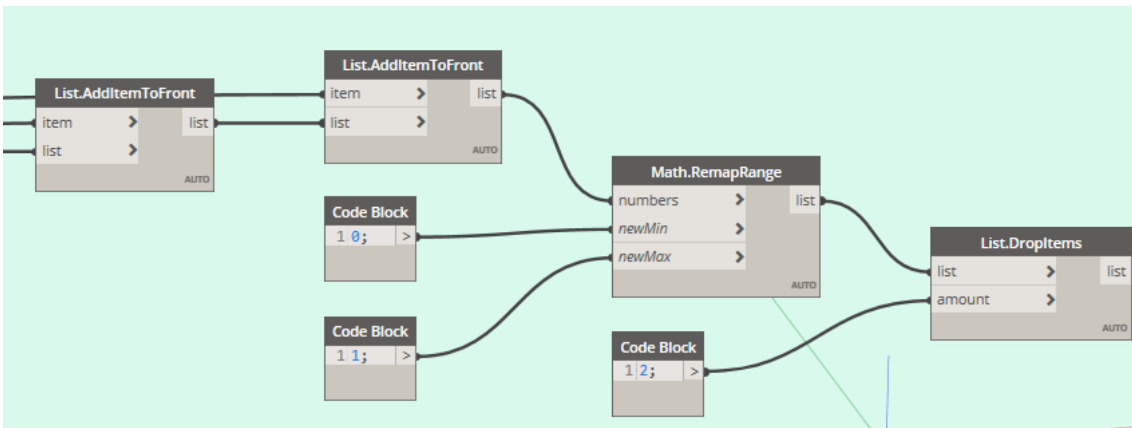 List.AddItemToFront
item > list
list >
AUTO
List.AddItemToFront
item > list
list >
AUTO
Code Block
1 0; >
Code Block
1 1; >
Math.RemapRange
numbers > list
newMin >
newMax >
AUTO
Code Block
1 2; >
List.DropItems
list > list
amount >
AUTO